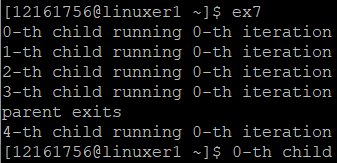 [12161756@linuxer1 ~]$ ex7
0-th child running 0-th iteration
1-th child running 0-th iteration
2-th child running 0-th iteration
3-th child running 0-th iteration
parent exits
4-th child running 0-th iteration
[12161756@linuxer1 ~]$ 0-th child